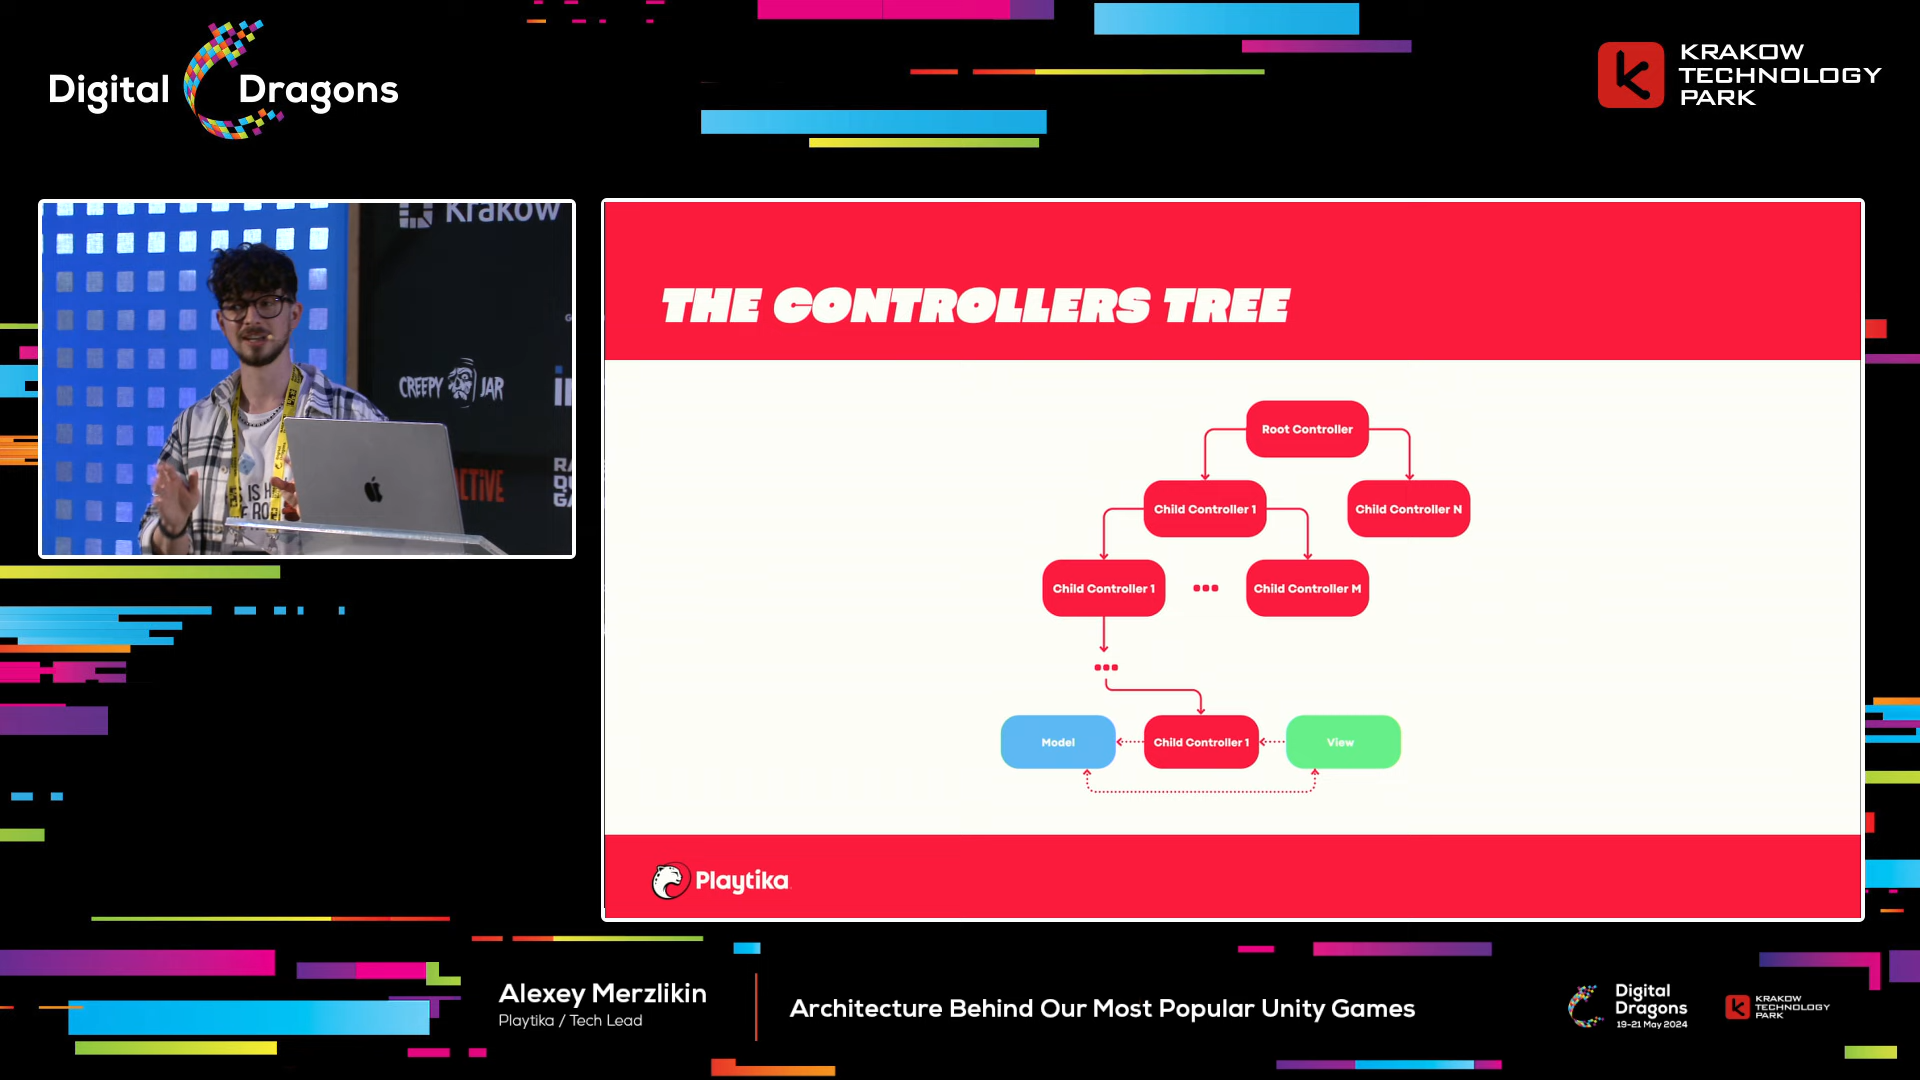 Digital Dragons
KRAKOW
TECHNOLOGY
PARK
Krakow
CREEPY JAR
THE CONTROLLERS TREE
Root Controller
Child Controller 1
Child Controller N
Child Controller 1
Child Controller M
Model
Child Controller 1
View
Playtika
Alexey Merzlikin
Playtika / Tech Lead
Architecture Behind Our Most Popular Unity Games
Digital
Dragons
19-21 May 2024
KRAKOW
TECHNOLOGY
PARK